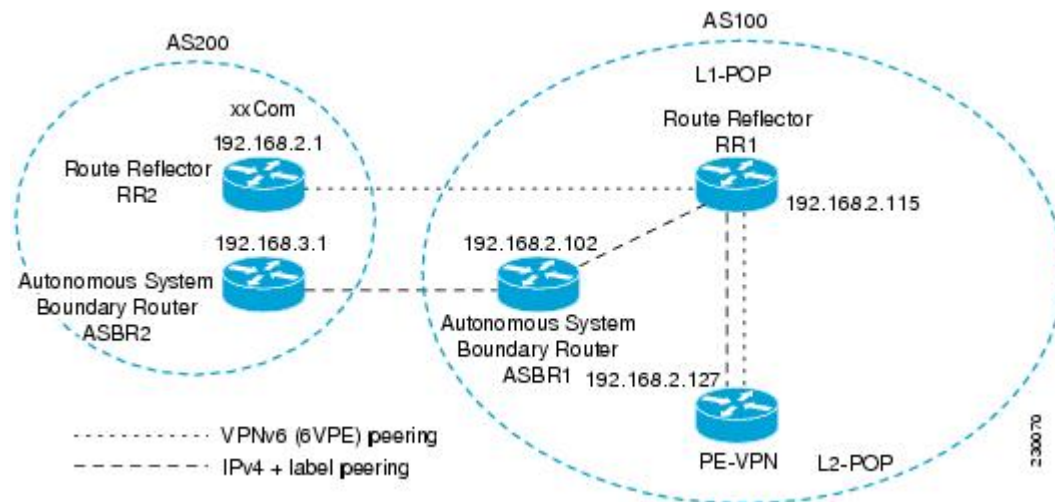 AS100
AS200
L1-POP
xxCom
192.168.2.1
Route Reflector
RR2
Route Reflector
RR1
192.168.2.115
192.168.3.1
192.168.2.102
Autonomous System
Boundary Router
ASBR2
Autonomous System
Boundary Router
ASBR1
192.168.2.127
VPNv6 (6VPE) peering
IPv4 + label peering
PE-VPN
L2-POP
230070